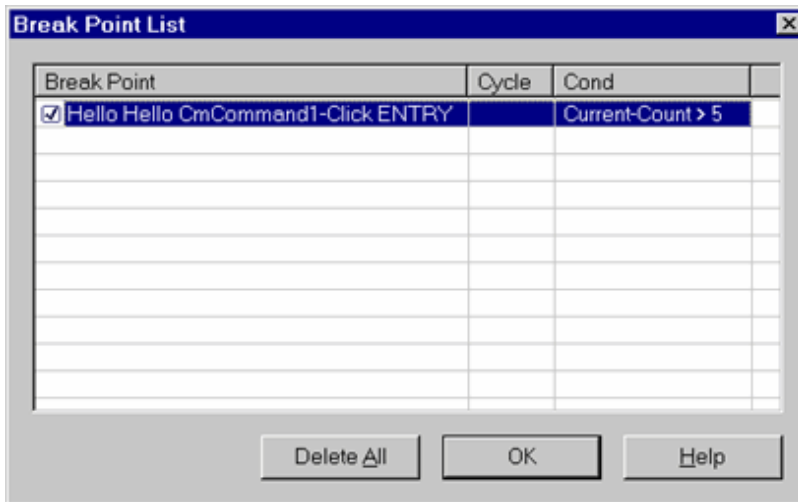 Break Point List
Break Point Cycle Cond
Hello Hello CmCommand1-Click ENTRY Current-Count > 5
Delete All OK Help